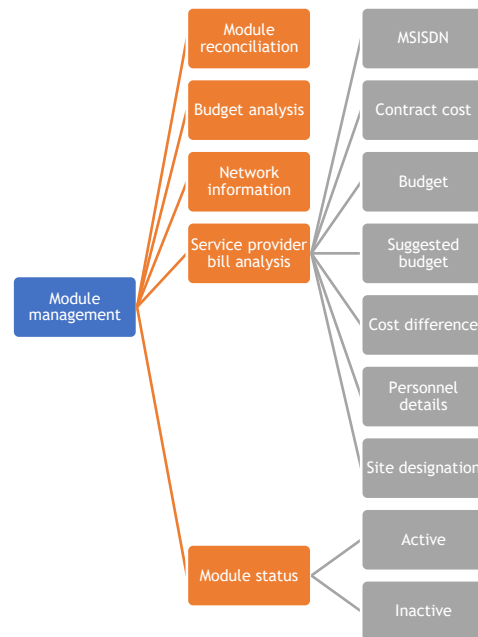 Module
management
Module
reconciliation
Budget analysis
Network
information
Service provider
bill analysis
Module status
MSISDN
Contract cost
Budget
Suggested
budget
Cost difference
Personnel
details
Site designation
Active
Inactive